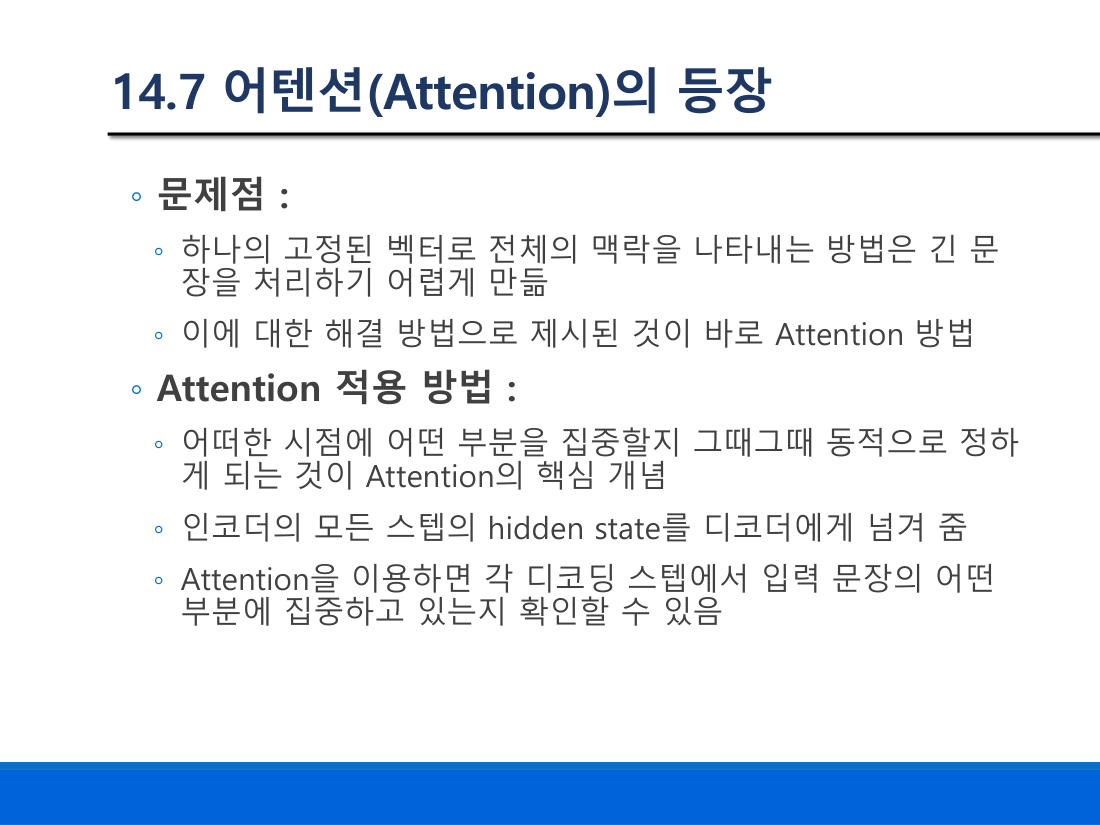 14.7 어텐션(Attention)의 등장
◦ 문제점 :
◦ 하나의 고정된 벡터로 전체의 맥락을 나타내는 방법은 긴 문
장을 처리하기 어렵게 만듦
◦ 이에 대한 해결 방법으로 제시된 것이 바로 Attention 방법
◦ Attention 적용 방법 :
◦ 어떠한 시점에 어떤 부분을 집중할지 그때그때 동적으로 정하
게 되는 것이 Attention의 핵심 개념
◦ 인코더의 모든 스텝의 hidden state를 디코더에게 넘겨 줌
◦ Attention을 이용하면 각 디코딩 스텝에서 입력 문장의 어떤
부분에 집중하고 있는지 확인할 수 있음